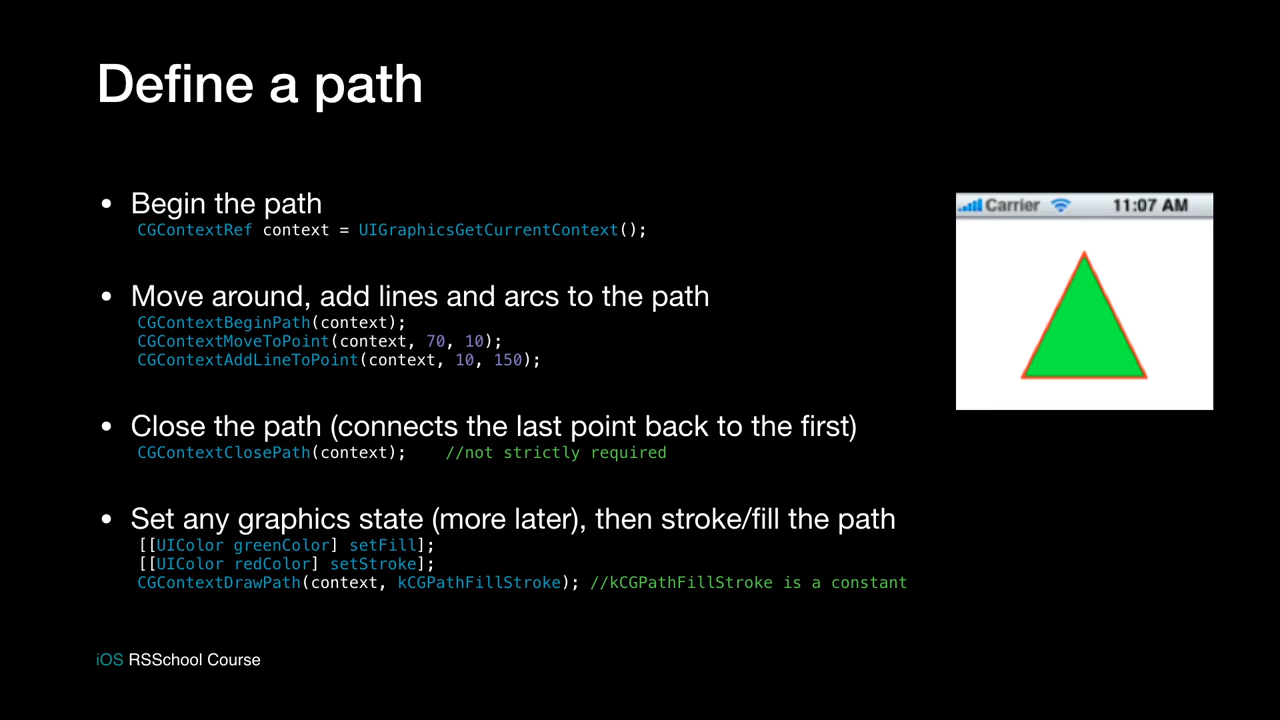 Define a path
• Begin the path
CGContextRef context = UIGraphicsGetCurrentContext();
• Move around, add lines and arcs to the path
CGContextBeginPath(context);
CGContextMoveToPoint(context, 70, 10);
CGContextAddLineToPoint(context, 10, 150);
• Close the path (connects the last point back to the first)
CGContextClosePath(context); //not strictly required
• Set any graphics state (more later), then stroke/fill the path
[[UIColor greenColor] setFill];
[[UIColor redColor] setStroke];
CGContextDrawPath(context, kCGPathFillStroke); //kCGPathFillStroke is a constant
Carrier 11:07 AM
iOS RSSchool Course